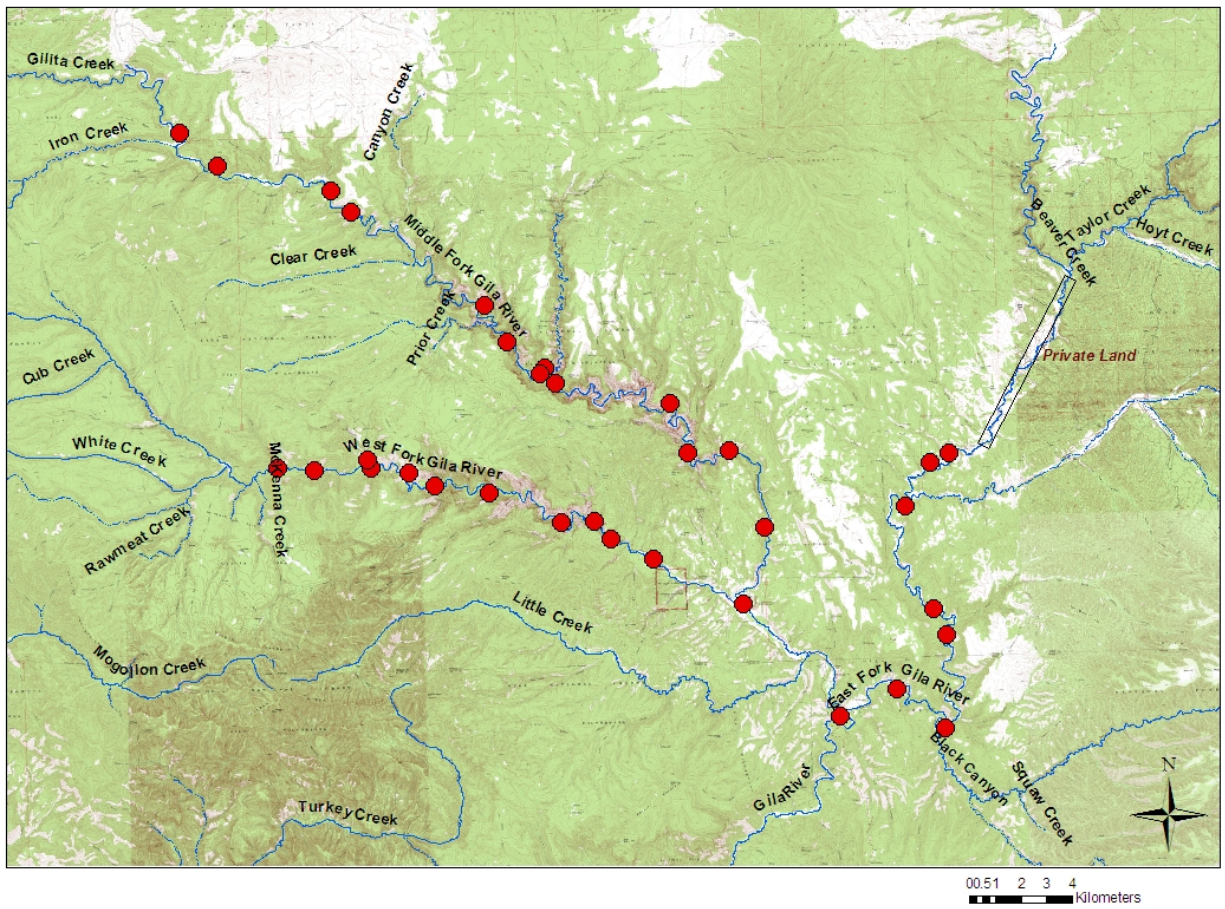 Gilita Creek
Iron Creek
Canyon Creek
Clear Creek
Middle Fork Gila River
Prior Creek
Beaver Creek
Taylor Creek
Hoyt Creek
Private Land
Cub Creek
White Creek
West Fork Gila River
McKenna Creek
Rawmeat Creek
Little Creek
Mogollon Creek
East Fork Gila River
Black Canyon
Squaw Creek
Gila River
Turkey Creek
N
0 0.5 1 2 3 4
Kilometers